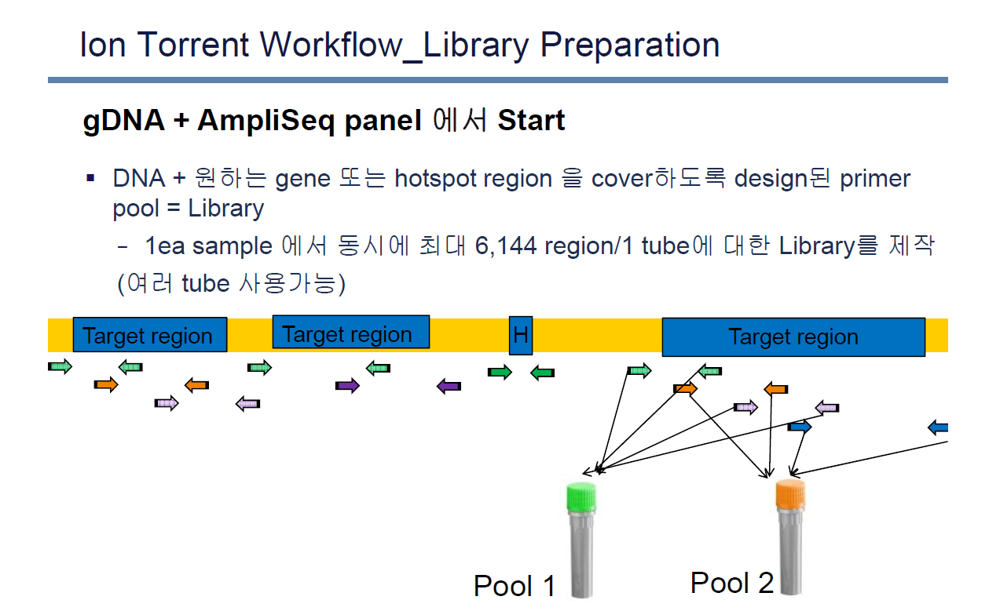 Ion Torrent Workflow_Library Preparation
gDNA + AmpliSeq panel 에서 Start
▪ DNA + 원하는 gene 또는 hotspot region 을 cover하도록 design된 primer
pool = Library
− 1ea sample 에서 동시에 최대 6,144 region/1 tube에 대한 Library를 제작
(여러 tube 사용가능)
Target region Target region H Target region
Pool 1 Pool 2